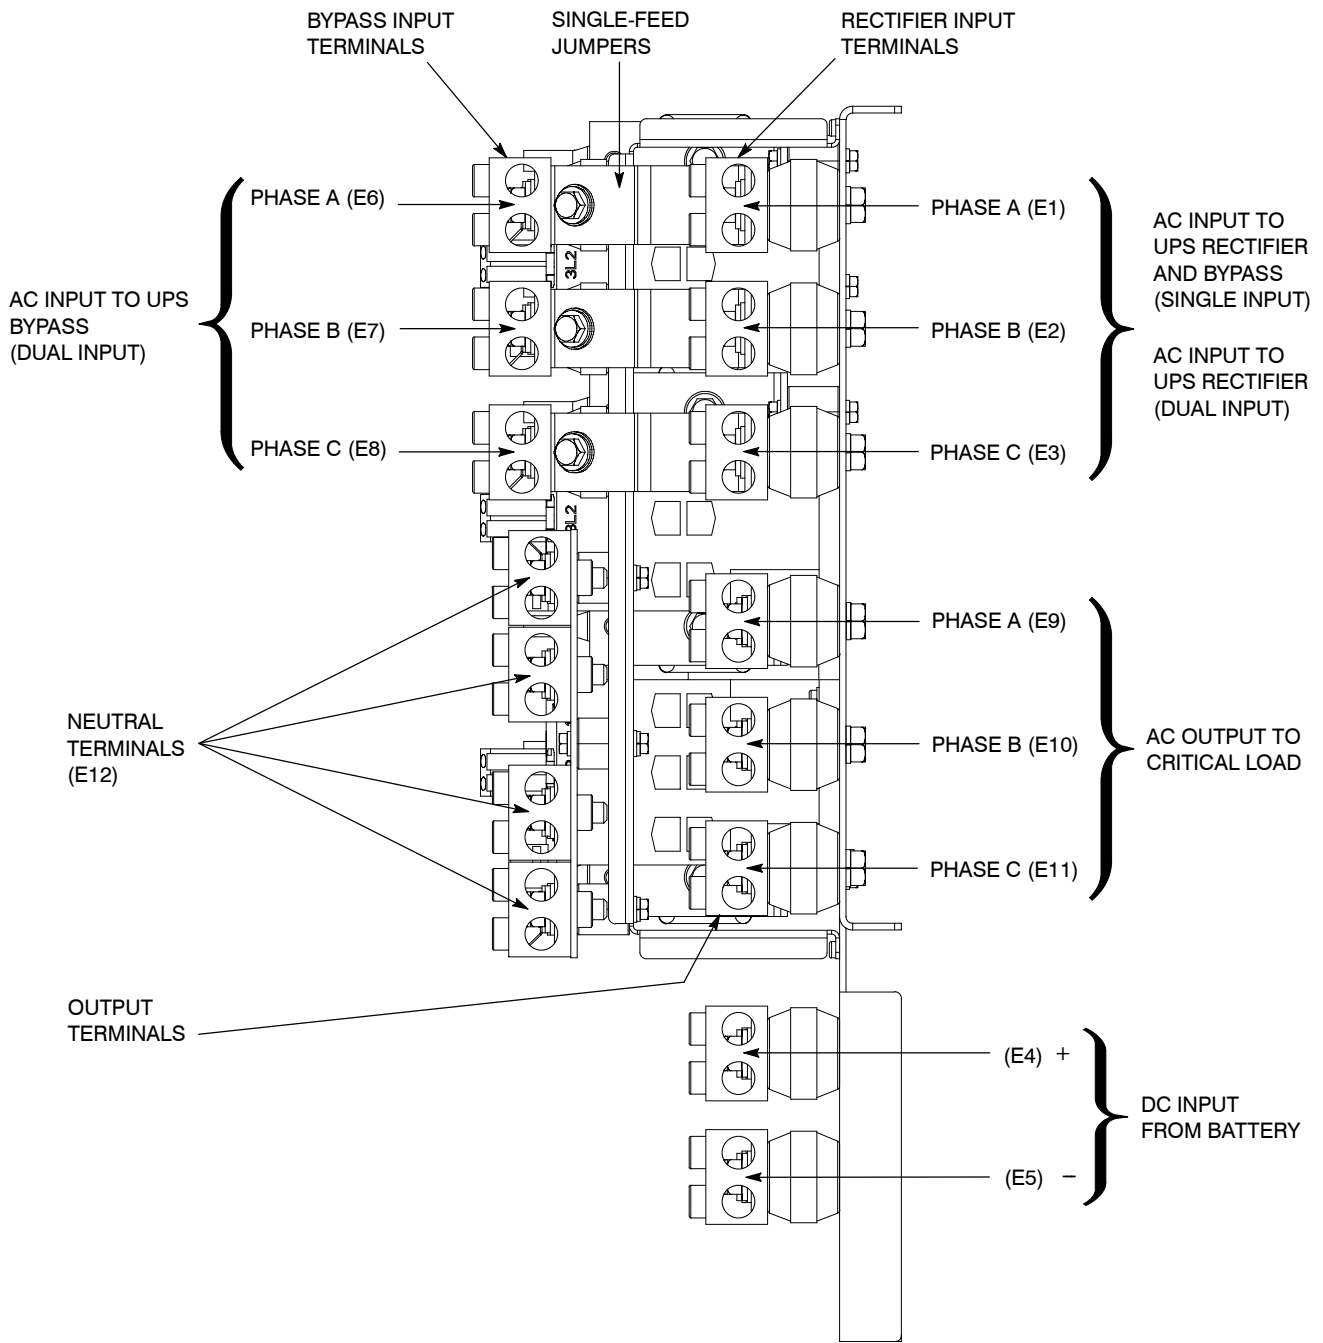 BYPASS INPUT
TERMINALS
SINGLE-FEED
JUMPERS
RECTIFIER INPUT
TERMINALS
PHASE A (E6)
PHASE B (E7)
PHASE C (E8)
AC INPUT TO UPS
BYPASS
(DUAL INPUT)
3L2
3L2
PHASE A (E1)
PHASE B (E2)
PHASE C (E3)
AC INPUT TO
UPS RECTIFIER
AND BYPASS
(SINGLE INPUT)
AC INPUT TO
UPS RECTIFIER
(DUAL INPUT)
NEUTRAL
TERMINALS
(E12)
PHASE A (E9)
PHASE B (E10)
PHASE C (E11)
AC OUTPUT TO
CRITICAL LOAD
OUTPUT
TERMINALS
(E4) +
(E5) −
DC INPUT
FROM BATTERY